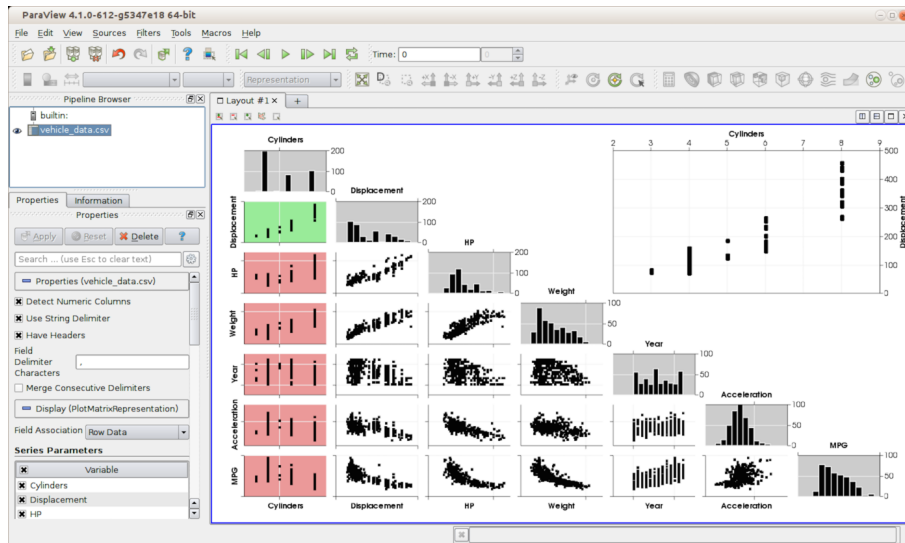 ParaView 4.1.0-612-g5347e18 64-bit
File Edit View Sources Filters Tools Macros Help
Time: 0 0
Representation
Pipeline Browser
builtin:
vehicle_data.csv
Properties Information
Properties
Apply Reset Delete ?
Search ... (use Esc to clear text)
Properties (vehicle_data.csv)
Detect Numeric Columns
Use String Delimiter
Have Headers
Field
Delimiter ,
Characters
Merge Consecutive Delimiters
Display (PlotMatrixRepresentation)
Field Association Row Data
Series Parameters
Variable
Cylinders
Displacement
HP
Layout #1 × +
Cylinders
200
100
0
Displacement
Displacement
200
100
0
HP
HP
200
100
0
Weight
Weight
100
50
0
Year
Year
100
50
0
Acceleration
Acceleration
100
50
0
MPG
MPG
100
50
0
Cylinders Displacement HP Weight Year Acceleration MPG
Cylinders
2 3 4 5 6 7 8 9
500
400
300
200
100
0